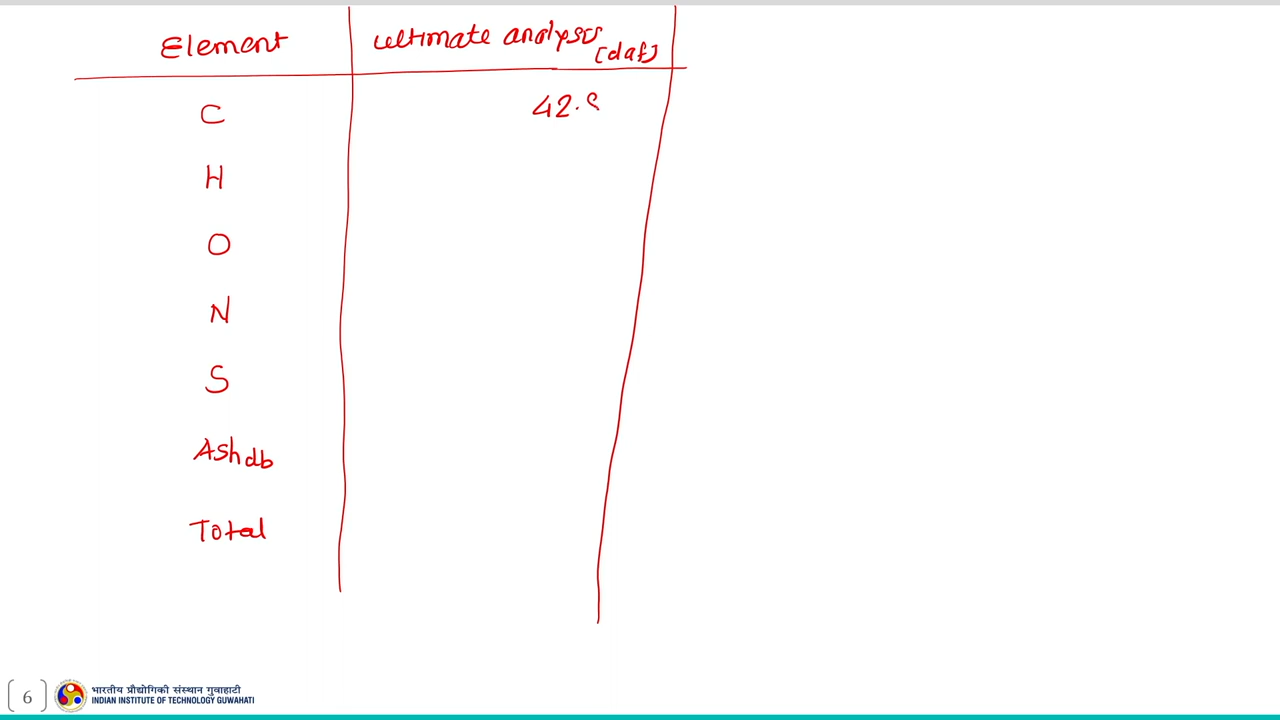 Element ultimate analysis
[daf]
C 42.
H
O
N
S
Ash db
Total
6
भारतीय प्रौद्योगिकी संस्थान गुवाहाटी
INDIAN INSTITUTE OF TECHNOLOGY GUWAHATI